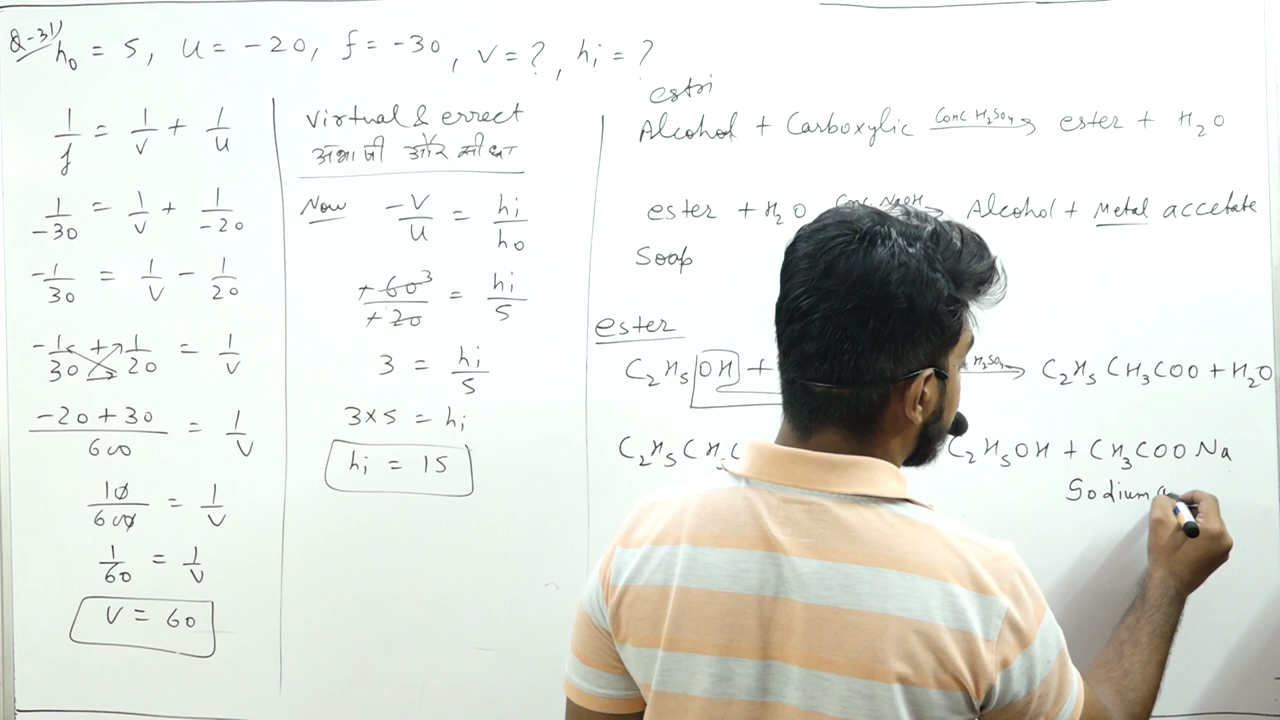 Q-31)
h₀ = 5, u = -20, f = -30, v = ?, hᵢ = ?
1/f = 1/v + 1/u
1/-30 = 1/v + 1/-20
-1/30 = 1/v - 1/20
-1/30 + 1/20 = 1/v
-20 + 30/600 = 1/v
10/600 = 1/v
1/60 = 1/v
v = 60
virtual & errect
और
Now -v/u = hi/ho
+60 3/+20 = hi/5
3 = hi/5
3×5 = hi
hi = 15
estri
Alcohol + Carboxylic Conc H₂SO₄ → ester + H₂O
ester + H₂O Conc NaOH → Alcohol + Metal accetate
Soap
ester
C₂H₅OH + H₂SO₄ → C₂H₅CH₃COO + H₂O
C₂H₅CH₃C C₂H₅OH + CH₃COONa
Sodium